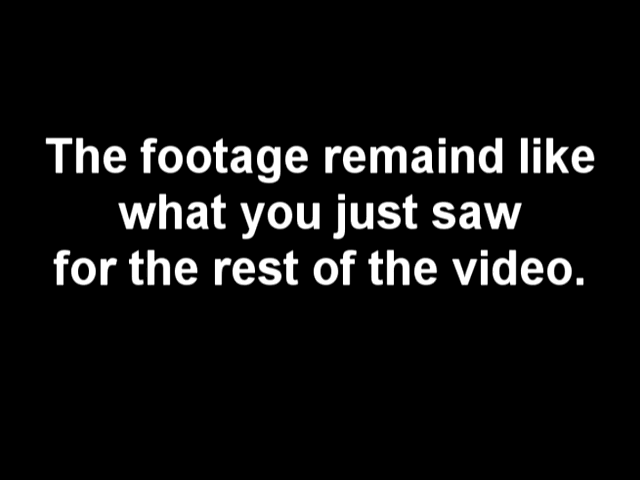 The footage remaind like
what you just saw
for the rest of the video.